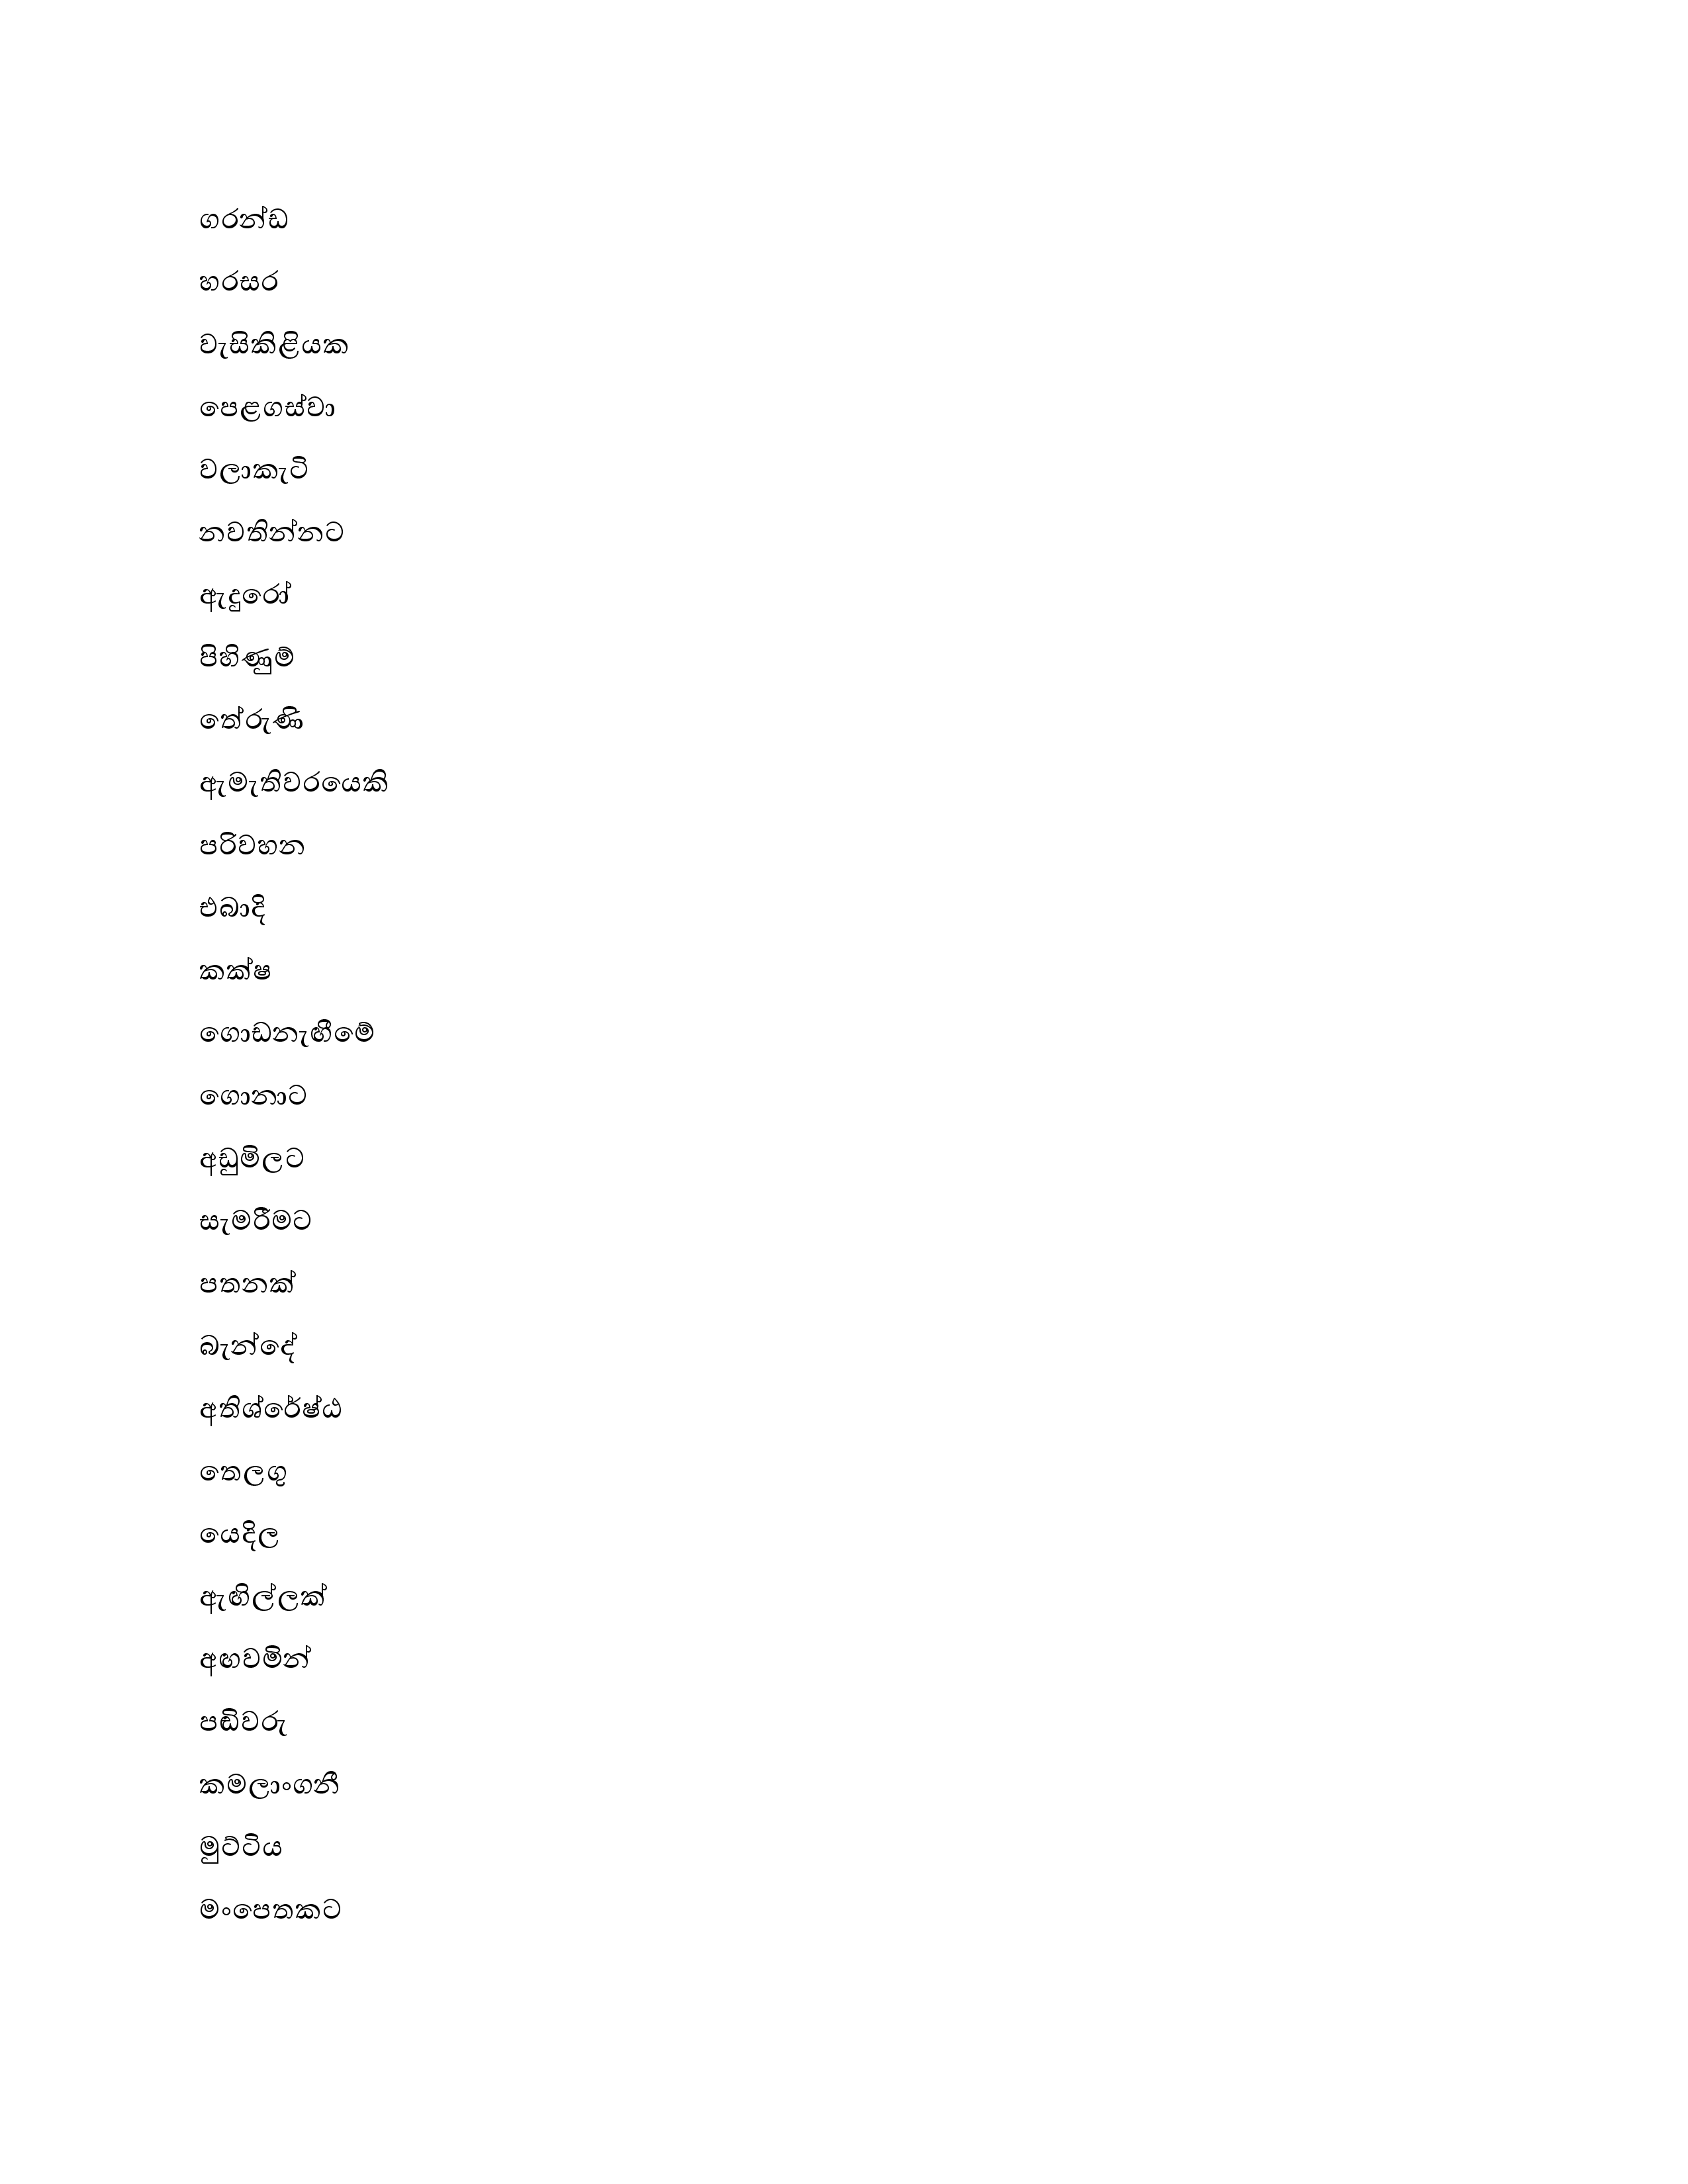 ගරන්ඩ
හරසර
වැසිකිළියක
පෙළගස්වා
වලාකැටි
නවතින්නට
ඇදුරෝ
පිහිණුම්
තේරුණි
ඇමැතිවරයෙකි
පරිවහන
එබාදි
කක්ෂ
ගොඩනැඟීමේ
ගොනාට
අඩුමිලට
සැමරීමට
පතනක්
බැන්දේ
අතිශ්රේෂ්ඨ
තෙලගු
යෙදිල
ඇඟිල්ලක්
අඟවමින්
පඬිවරු
කමලාංගනී
මුට්ටිය
මංපෙතකට